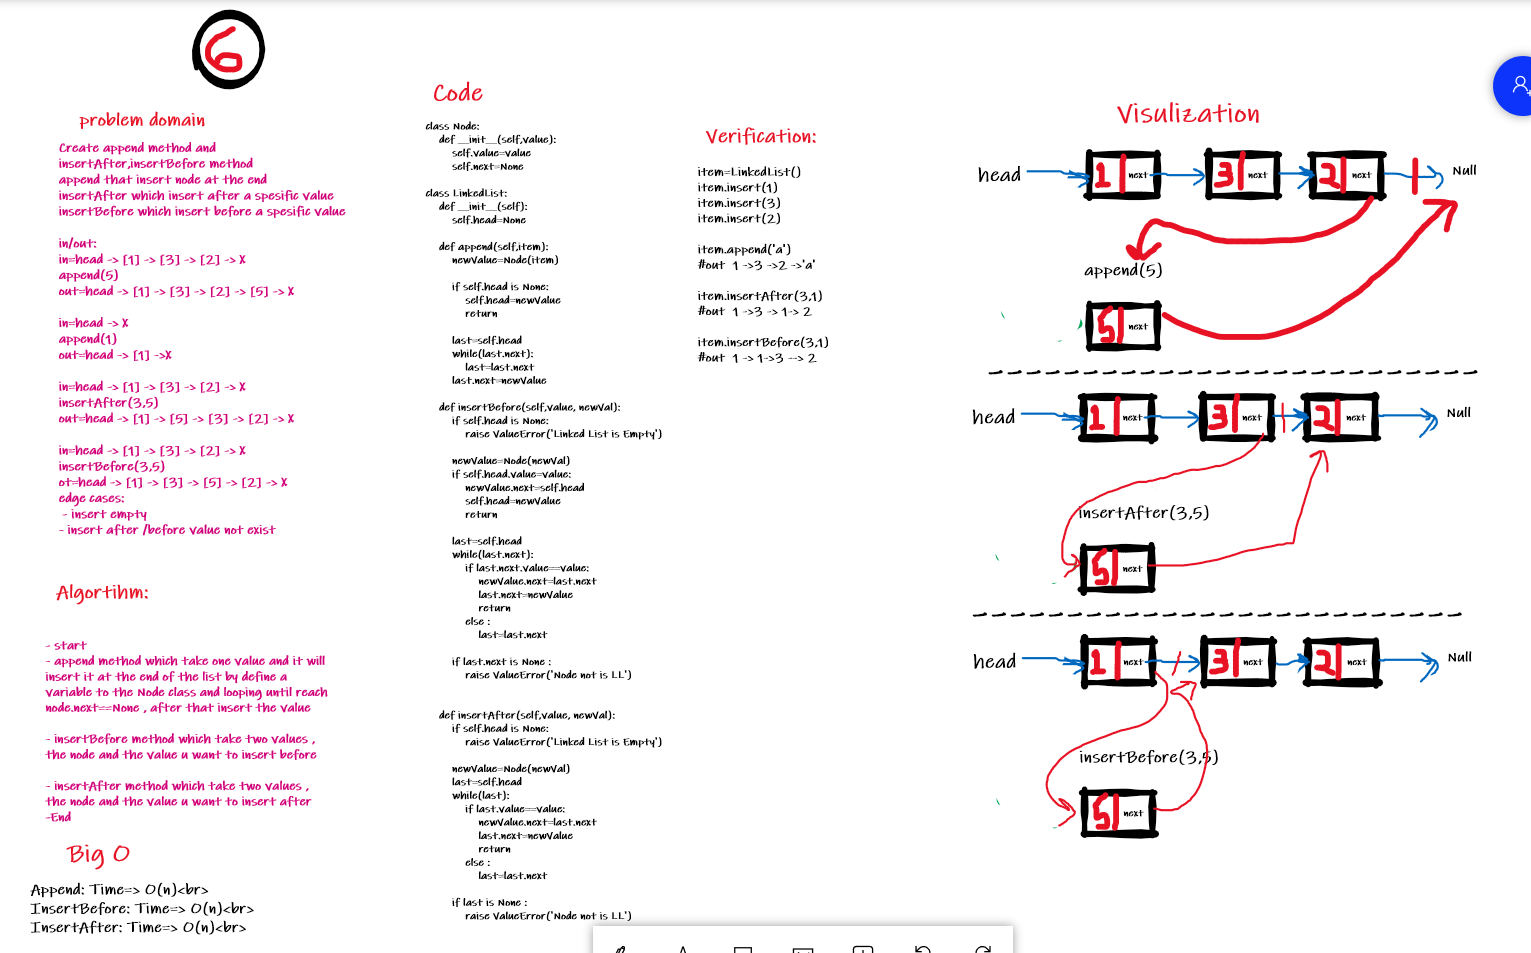 6
problem domain
Create append method and
insertAfter,insertBefore method
append that insert node at the end
insertAfter which insert after a spesific value
insertBefore which insert before a spesific value
in/out:
in=head -> [1] -> [3] -> [2] -> X
append(5)
out=head -> [1] -> [3] -> [2] -> [5] -> X
in=head -> X
append(1)
out=head -> [1] ->X
in=head -> [1] -> [3] -> [2] -> X
insertAfter(3,5)
out=head -> [1] -> [5] -> [3] -> [2] -> X
in=head -> [1] -> [3] -> [2] -> X
insertBefore(3,5)
ot=head -> [1] -> [3] -> [5] -> [2] -> X
edge cases:
- insert empty
- insert after /before value not exist
Algortihm:
- start
- append method which take one value and it will
insert it at the end of the list by define a
variable to the Node class and looping until reach
node.next==None , after that insert the value
- insertBefore method which take two values ,
the node and the value u want to insert before
- insertAfter method which take two values ,
the node and the value u want to insert after
-End
Big O
Append: Time=> O(n)<br>
InsertBefore: Time=> O(n)<br>
InsertAfter: Time=> O(n)<br>
Code
class Node:
def __init__(self,value):
self.value=value
self.next=None
class LinkedList:
def __init__(self):
self.head=None
def append(self,item):
newValue=Node(item)
if self.head is None:
self.head=newValue
return
last=self.head
while(last.next):
last=last.next
last.next=newValue
def insertBefore(self,value, newVal):
if self.head is None:
raise ValueError('Linked List is Empty')
newValue=Node(newVal)
if self.head.value=value:
newValue.next=self.head
self.head=newValue
return
last=self.head
while(last.next):
if last.next.value==value:
newValue.next=last.next
last.next=newValue
return
else :
last=last.next
if last.next is None :
raise ValueError('Node not is LL')
def insertAfter(self,value, newVal):
if self.head is None:
raise ValueError('Linked List is Empty')
newValue=Node(newVal)
last=self.head
while(last):
if last.value==value:
newValue.next=last.next
last.next=newValue
return
else :
last=last.next
if last is None :
raise ValueError('Node not is LL')
Verification:
item=LinkedList()
item.insert(1)
item.insert(3)
item.insert(2)
item.append('a')
#out 1 ->3 ->2 ->'a'
item.insertAfter(3,1)
#out 1 ->3 -> 1-> 2
item.insertBefore(3,1)
#out 1 -> 1->3 --> 2
Visulization
head 1 next 3 next 2 next Null
append(5)
5 next
head 1 next 3 next 2 next Null
insertAfter(3,5)
5 next
head 1 next 3 next 2 next Null
insertBefore(3,5)
5 next